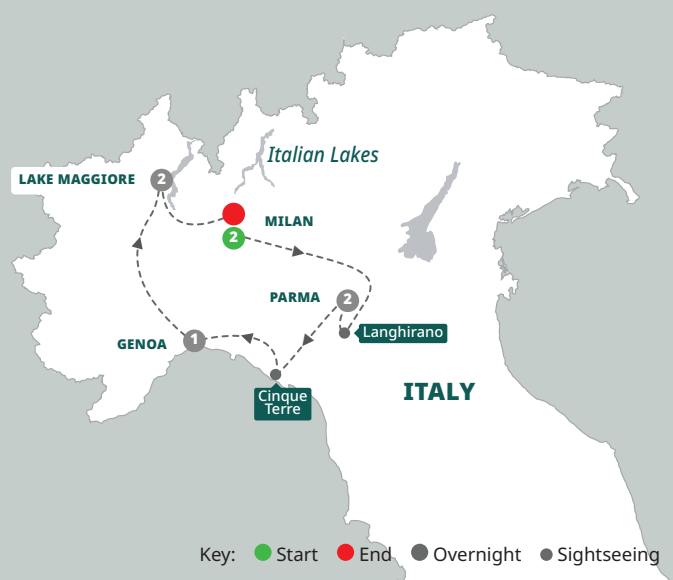 Italian Lakes
LAKE MAGGIORE
2
MILAN
2
PARMA
2
Langhirano
GENOA
1
Cinque
Terre
ITALY
Key: Start End Overnight Sightseeing